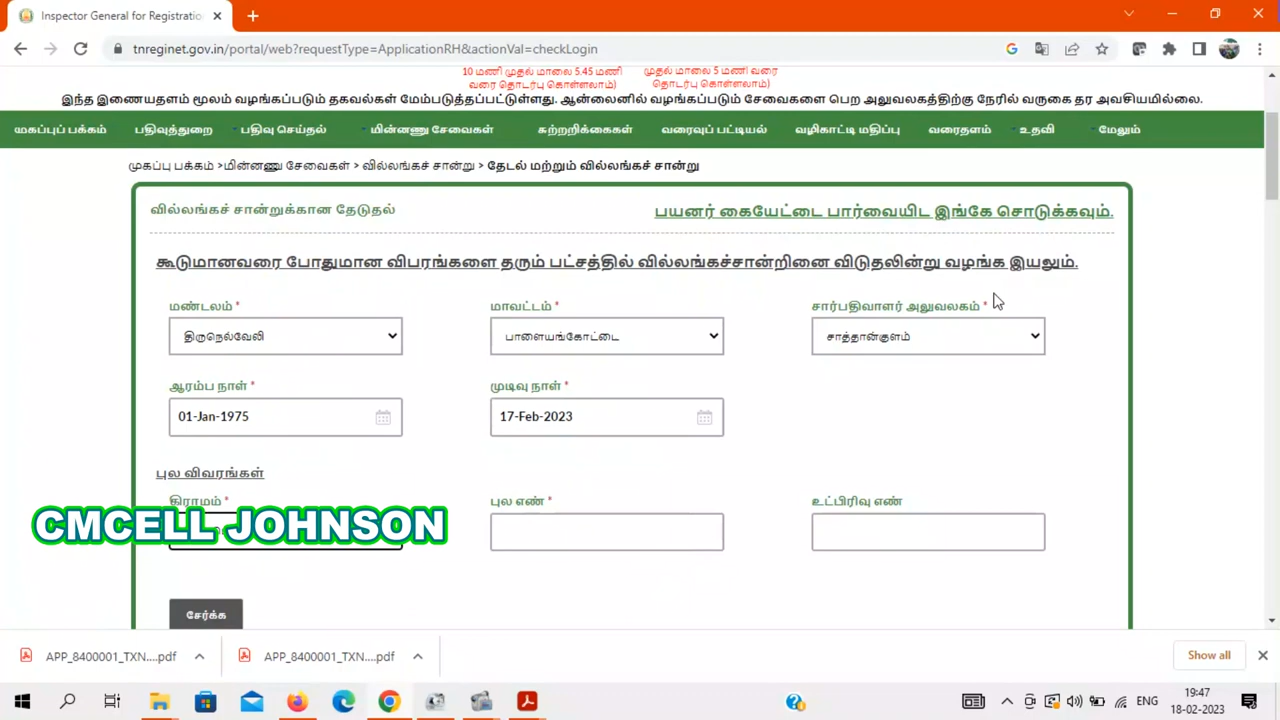 Inspector General for Registratio
tnreginet.gov.in/portal/web?requestType=ApplicationRH&actionVal=checkLogin
10 மணி முதல் மாலை 5.45 மணி முதல் மாலை 5 மணி வரை
வரை தொடர்பு கொள்ளலாம்) தொடர்பு கொள்ளலாம்)
இந்த இணையதளம் மூலம் வழங்கப்படும் தகவல்கள் மேம்படுத்தப்பட்டுள்ளது. ஆன்லைனில் வழங்கப்படும் சேவைகளை பெற அலுவலகத்திற்கு நேரில் வருகை தர அவசியமில்லை.
முகப்புப் பக்கம் பதிவுத்துறை பதிவு செய்தல் மின்னணு சேவைகள் சுற்றறிக்கைகள் வரைவுப் பட்டியல் வழிகாட்டி மதிப்பு வரைதளம் உதவி மேலும்
முகப்பு பக்கம் >மின்னணு சேவைகள் > வில்லங்கச் சான்று > தேடல் மற்றும் வில்லங்கச் சான்று
வில்லங்கச் சான்றுக்கான தேடுதல் பயனர் கையேட்டை பார்வையிட இங்கே சொடுக்கவும்.
கூடுமானவரை போதுமான விபரங்களை தரும் பட்சத்தில் வில்லங்கச்சான்றினை விடுதலின்று வழங்க இயலும்.
மண்டலம் * மாவட்டம் * சார்பதிவாளர் அலுவலகம் *
திருநெல்வேலி பாளையங்கோட்டை சாத்தான்குளம்
ஆரம்ப நாள் * முடிவு நாள் *
01-Jan-1975 17-Feb-2023
புல விவரங்கள்
கிராமம் * புல எண் * உட்பிரிவு எண்
CMCELL JOHNSON
சேர்க்க
APP_8400001_TXN....pdf APP_8400001_TXN....pdf Show all
ENG 19:47
18-02-2023